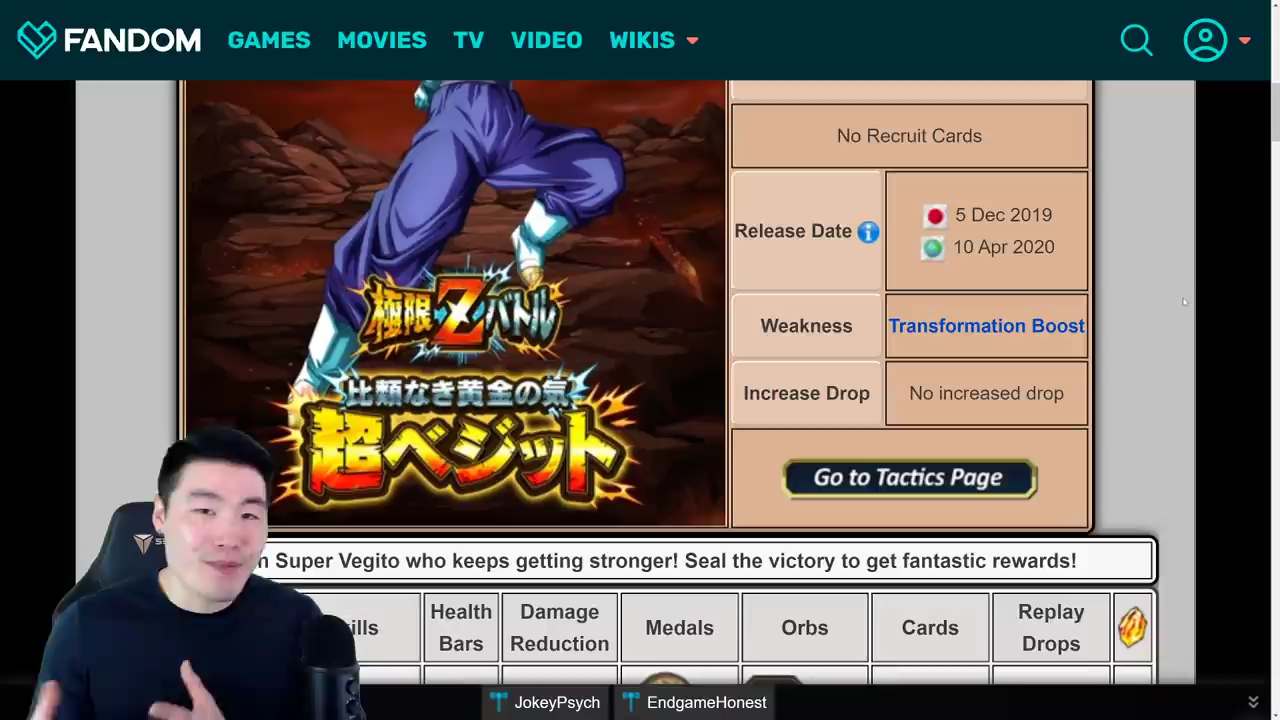 FANDOM GAMES MOVIES TV VIDEO WIKIS
No Recruit Cards
Release Date
5 Dec 2019
10 Apr 2020
Weakness
Transformation Boost
Increase Drop
No increased drop
Go to Tactics Page
極限Zバトル
比類なき黄金の気
超ベジット
Super Vegito who keeps getting stronger! Seal the victory to get fantastic rewards!
Health
Bars
Damage
Reduction
Medals
Orbs
Cards
Replay
Drops
JokeyPsych
EndgameHonest